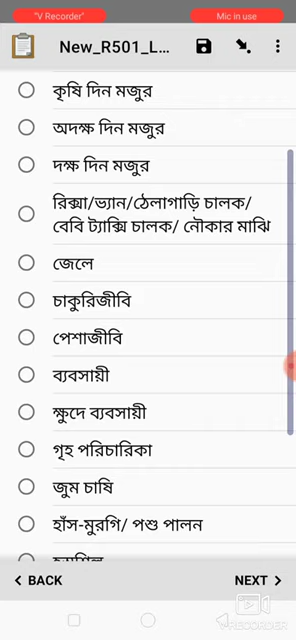 "V Recorder"
Mic in use
New_R501_L...
কৃষি দিন মজুর
অদক্ষ দিন মজুর
দক্ষ দিন মজুর
রিক্সা/ভ্যান/ঠেলাগাড়ি চালক/
বেবি ট্যাক্সি চালক/ নৌকার মাঝি
জেলে
চাকুরিজীবি
পেশাজীবি
ব্যবসায়ী
ক্ষুদে ব্যবসায়ী
গৃহ পরিচারিকা
জুম চাষি
হাঁস-মুরগি/ পশু পালন
< BACK
NEXT >
V RECORDER